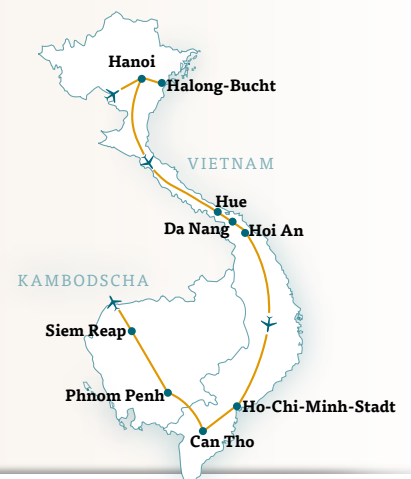 Hanoi
Halong-Bucht
VIETNAM
Hue
Da Nang
Hoi An
KAMBODSCHA
Siem Reap
Phnom Penh
Ho-Chi-Minh-Stadt
Can Tho